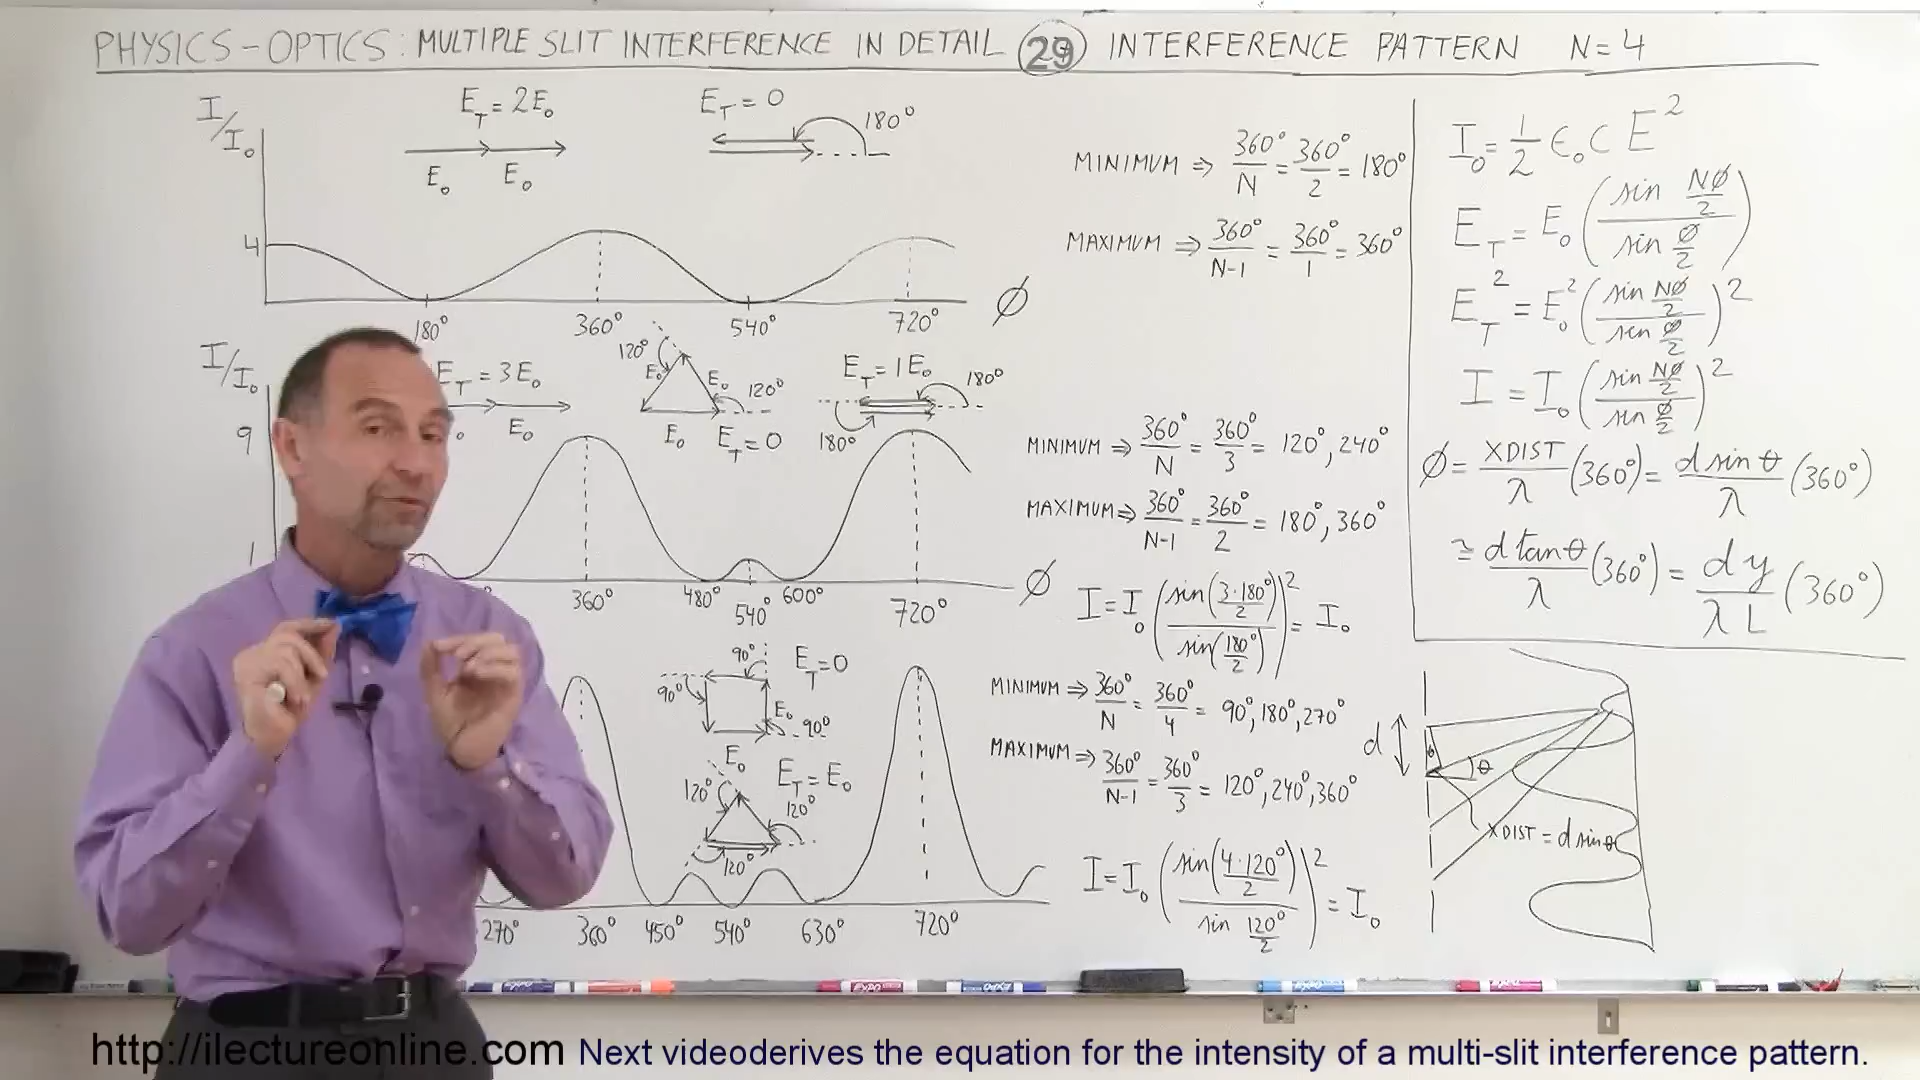 PHYSICS - OPTICS: MULTIPLE SLIT INTERFERENCE IN DETAIL 29 INTERFERENCE PATTERN N=4
I/I₀
E_T = 2E₀
E₀ E₀
E_T = 0
180°
4
180° 360° 540° 720° ∅
MINIMUM ⇒ 360°/N = 360°/2 = 180°
MAXIMUM ⇒ 360°/N-1 = 360°/1 = 360°
I/I₀
E_T = 3E₀
E₀
120° E₀ E₀ 120°
E₀ E_T = 0
E_T = 1E₀
180°
180°
9
1
360° 480° 540° 600° 720° ∅
MINIMUM ⇒ 360°/N = 360°/3 = 120°, 240°
MAXIMUM ⇒ 360°/N-1 = 360°/2 = 180°, 360°
I = I₀ (sin(3·180°/2)/sin(180°/2))² = I₀
90° E_T = 0
90° E₀ 90°
E₀
120° E_T = E₀
120°
120°
270° 360° 450° 540° 630° 720°
MINIMUM ⇒ 360°/N = 360°/4 = 90°, 180°, 270°
MAXIMUM ⇒ 360°/N-1 = 360°/3 = 120°, 240°, 360°
I = I₀ (sin(4·120°/2)/sin 120°/2)² = I₀
I₀ = 1/2 ϵ₀ C E²
E_T = E₀ (sin N∅/2 / sin ∅/2)
E_T² = E₀² (sin N∅/2 / sin ∅/2)²
I = I₀ (sin N∅/2 / sin ∅/2)²
∅ = XDIST/λ (360°) = d sin θ/λ (360°)
≅ d tan θ/λ (360°) = d y/λ L (360°)
d
θ θ
XDIST = d sin θ
EXPO
http://ilectureonline.com Next videoderives the equation for the intensity of a multi-slit interference pattern.